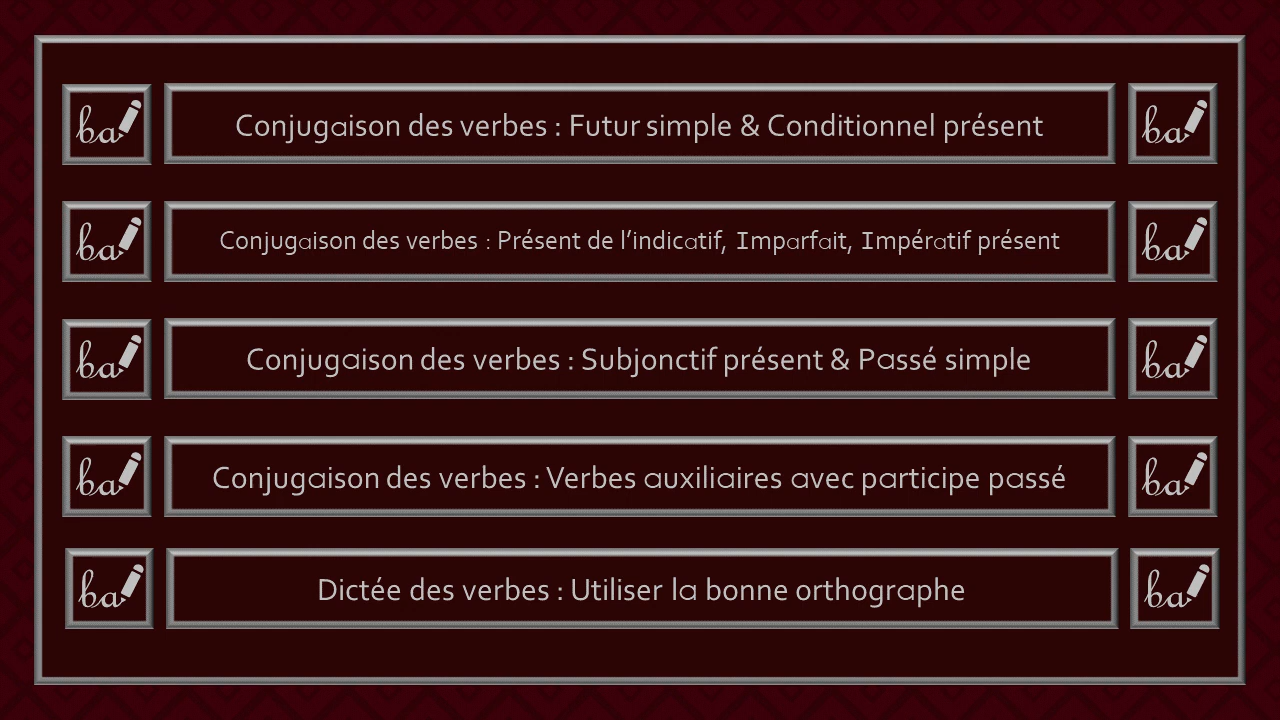 ba Conjugaison des verbes : Futur simple & Conditionnel présent ba
ba Conjugaison des verbes : Présent de l’indicatif, Imparfait, Impératif présent ba
ba Conjugaison des verbes : Subjonctif présent & Passé simple ba
ba Conjugaison des verbes : Verbes auxiliaires avec participe passé ba
ba Dictée des verbes : Utiliser la bonne orthographe ba